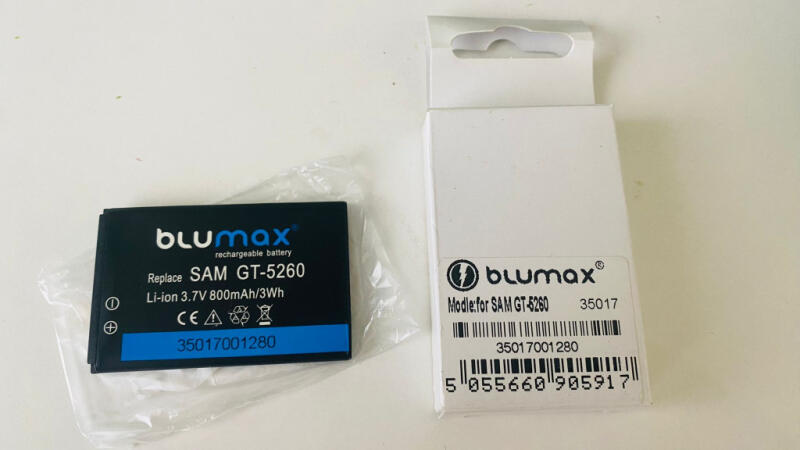 blumax®
rechargeable battery
Replace SAM GT-5260
Li-ion 3.7V 800mAh/3Wh
CE
35017001280
blumax®
Modle:for SAM GT-5260 35017
35017001280
5 055660 905917